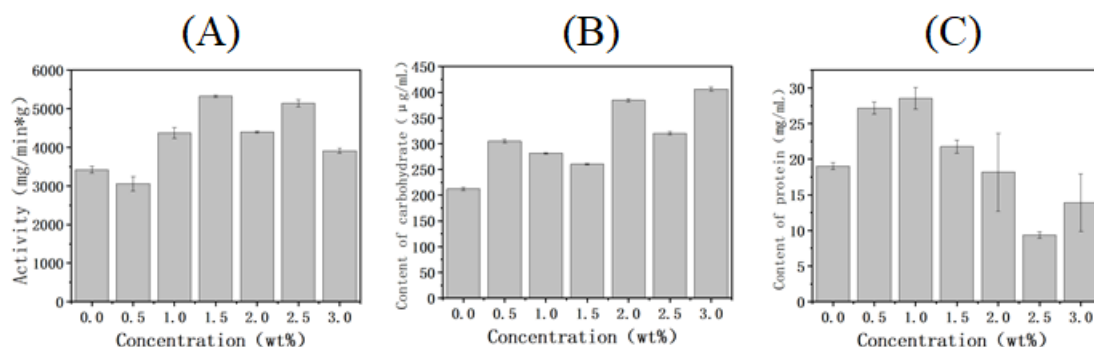 (A)
6000
5000
4000
3000
2000
1000
0
Activity (mg/min*g)
0.0 0.5 1.0 1.5 2.0 2.5 3.0
Concentration (wt%)
(B)
450
400
350
300
250
200
150
100
50
0
Content of carbohydrate (μg/mL)
0.0 0.5 1.0 1.5 2.0 2.5 3.0
Concentration (wt%)
(C)
30
25
20
15
10
5
0
Content of protein (mg/mL)
0.0 0.5 1.0 1.5 2.0 2.5 3.0
Concentration (wt%)